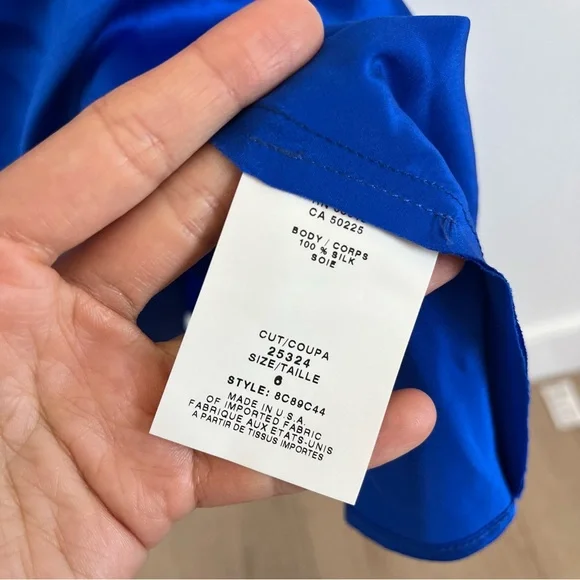 CA 50225
BODY / CORPS
100 % SILK
SOIE
CUT/COUPA
25324
SIZE/TAILLE
6
STYLE: 8C89C44
MADE IN U.S.A.
OF IMPORTED FABRIC
FABRIQUE AUX ETATS-UNIS
A PARTIR DE TISSUS IMPORTES